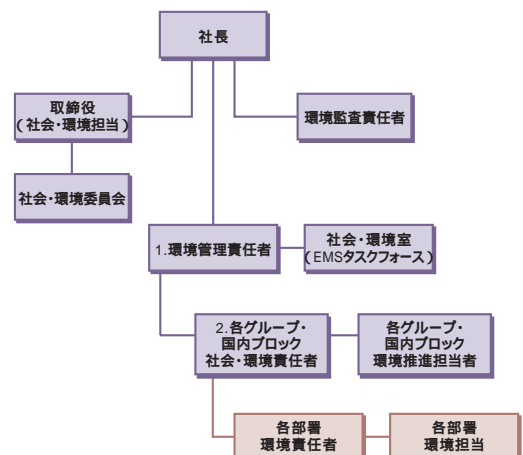 社長
取締役
(社会・環境担当)
環境監査責任者
社会・環境委員会
1.環境管理責任者
社会・環境室
(EMSタスクフォース)
2.各グループ・
国内ブロック
社会・環境責任者
各グループ・
国内ブロック
環境推進担当者
各部署
環境責任者
各部署
環境担当